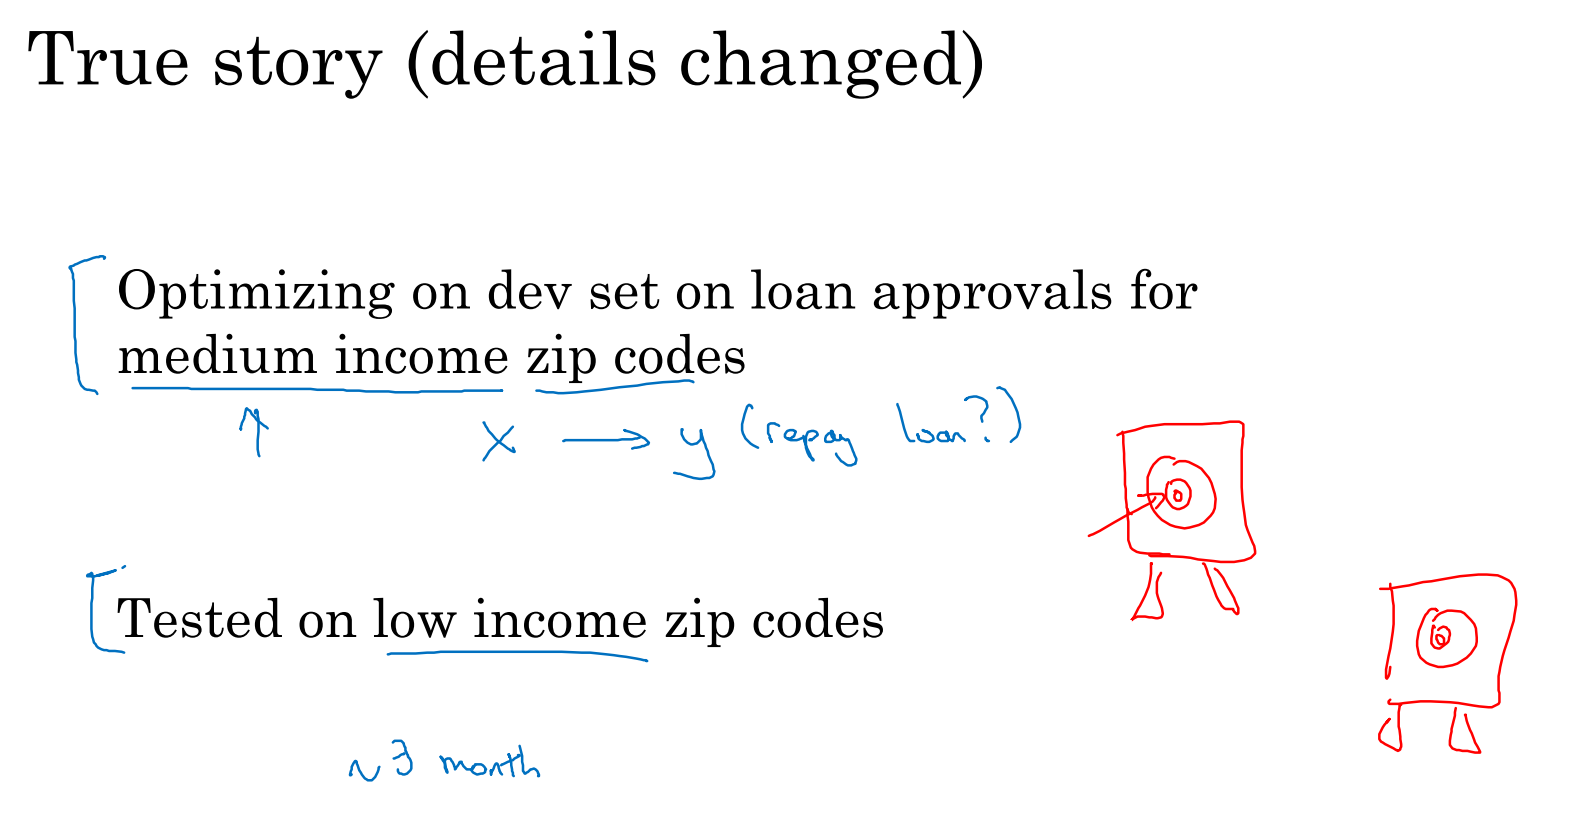 True story (details changed)
Optimizing on dev set on loan approvals for
medium income zip codes
x → y (repay loan?)
Tested on low income zip codes
~3 month